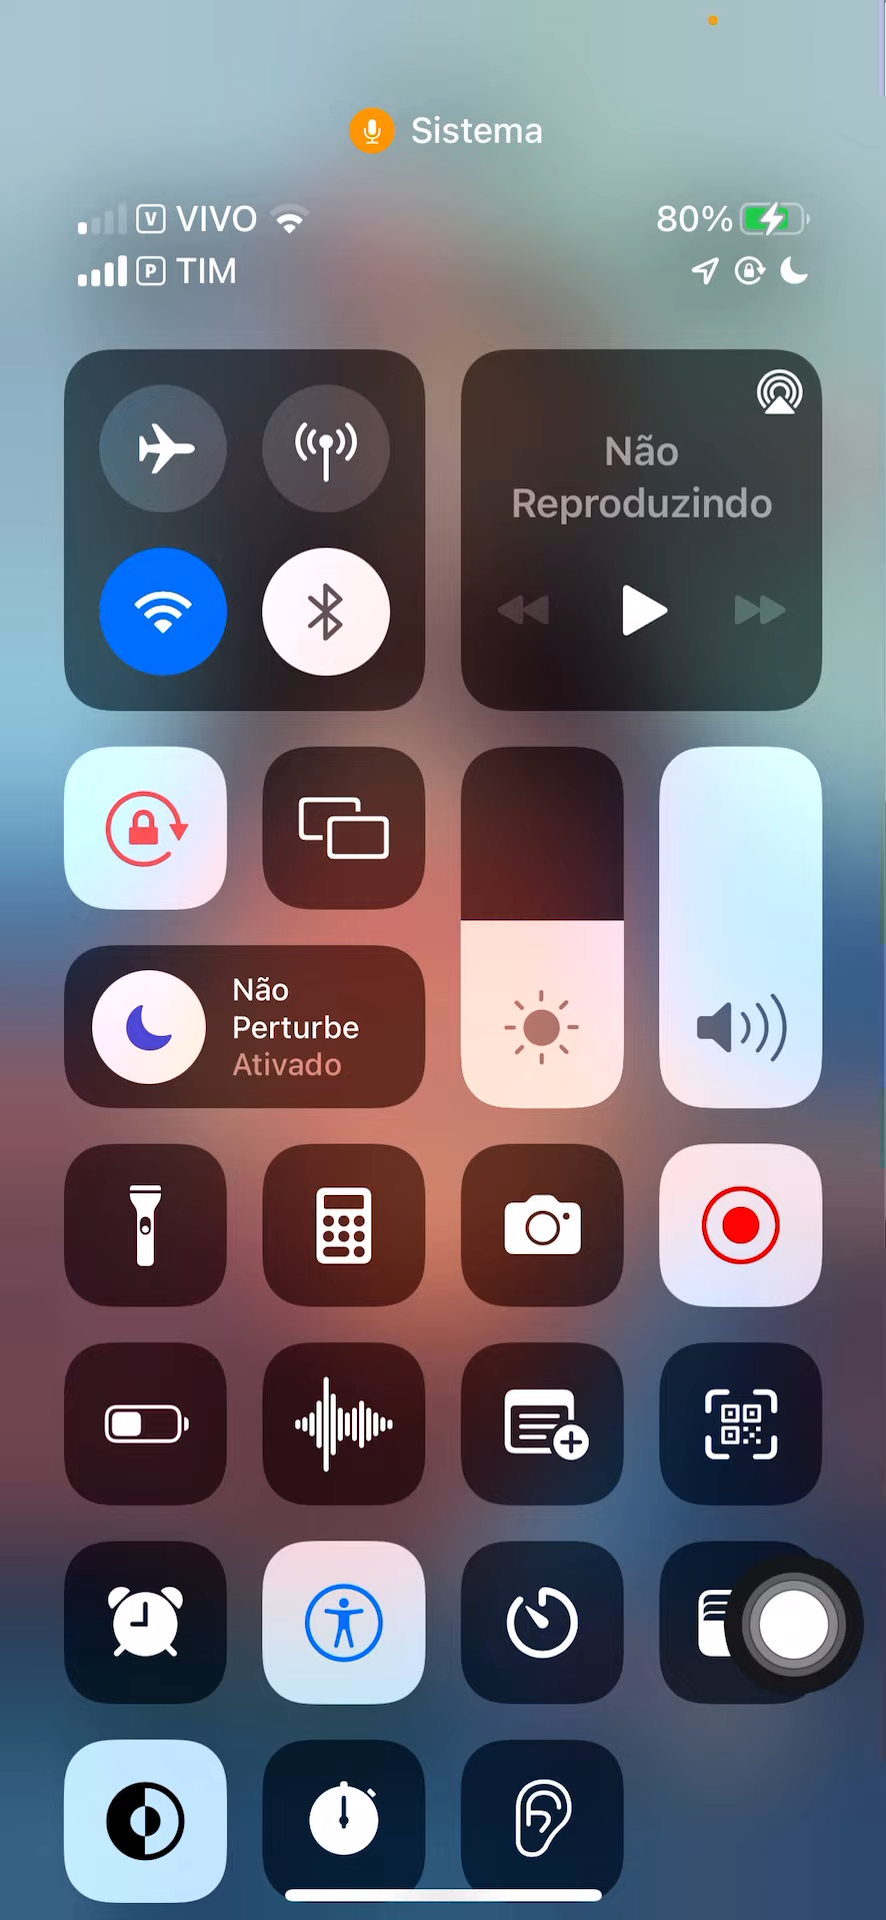 Sistema
V VIVO 80%
P TIM
Não
Reproduzindo
Não
Perturbe
Ativado